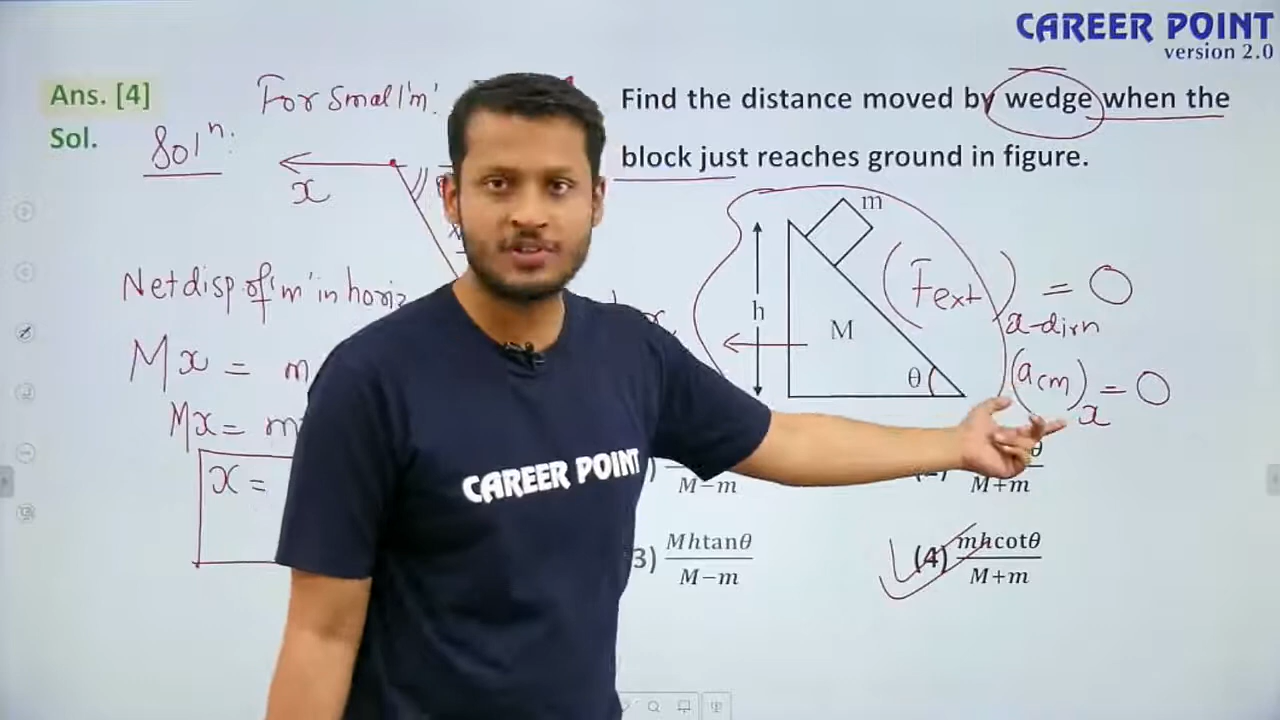 CAREER POINT
version 2.0
Ans. [4]
Sol.
Solⁿ:
For Small 'm'
x
Net disp of 'm' in horiz
Mx = m
Mx = m
x =
Find the distance moved by wedge when the
block just reaches ground in figure.
m
h
M
θ
(Fext)x-dirn = 0
(acm)x = 0
M−m
M+m
3) Mhtanθ/M−m
(4) mhcotθ/M+m
CAREER POINT